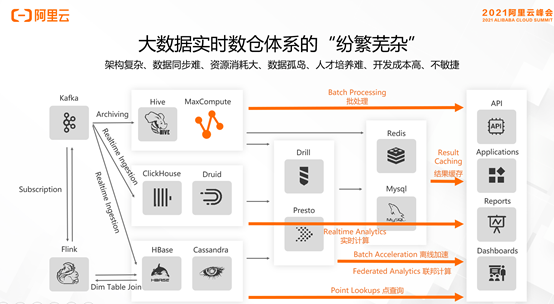 阿里云
2021阿里云峰会
2021 ALIBABA CLOUD SUMMIT
大数据实时数仓体系的“纷繁芜杂”
架构复杂、数据同步难、资源消耗大、数据孤岛、人才培养难、开发成本高、不敏捷
Kafka
Archiving
Hive
MaxCompute
HIVE
Batch Processing
批处理
API
API
Realtime Ingestion
Realtime Ingestion
Subscription
ClickHouse
Druid
Drill
Presto
Redis
Mysql
MySQL
Result
Caching
结果缓存
Applications
Reports
Realtime Analytics
实时计算
Flink
HBase
Cassandra
HBASE
Dim Table Join
Batch Acceleration 离线加速
Federated Analytics 联邦计算
Dashboards
Point Lookups 点查询